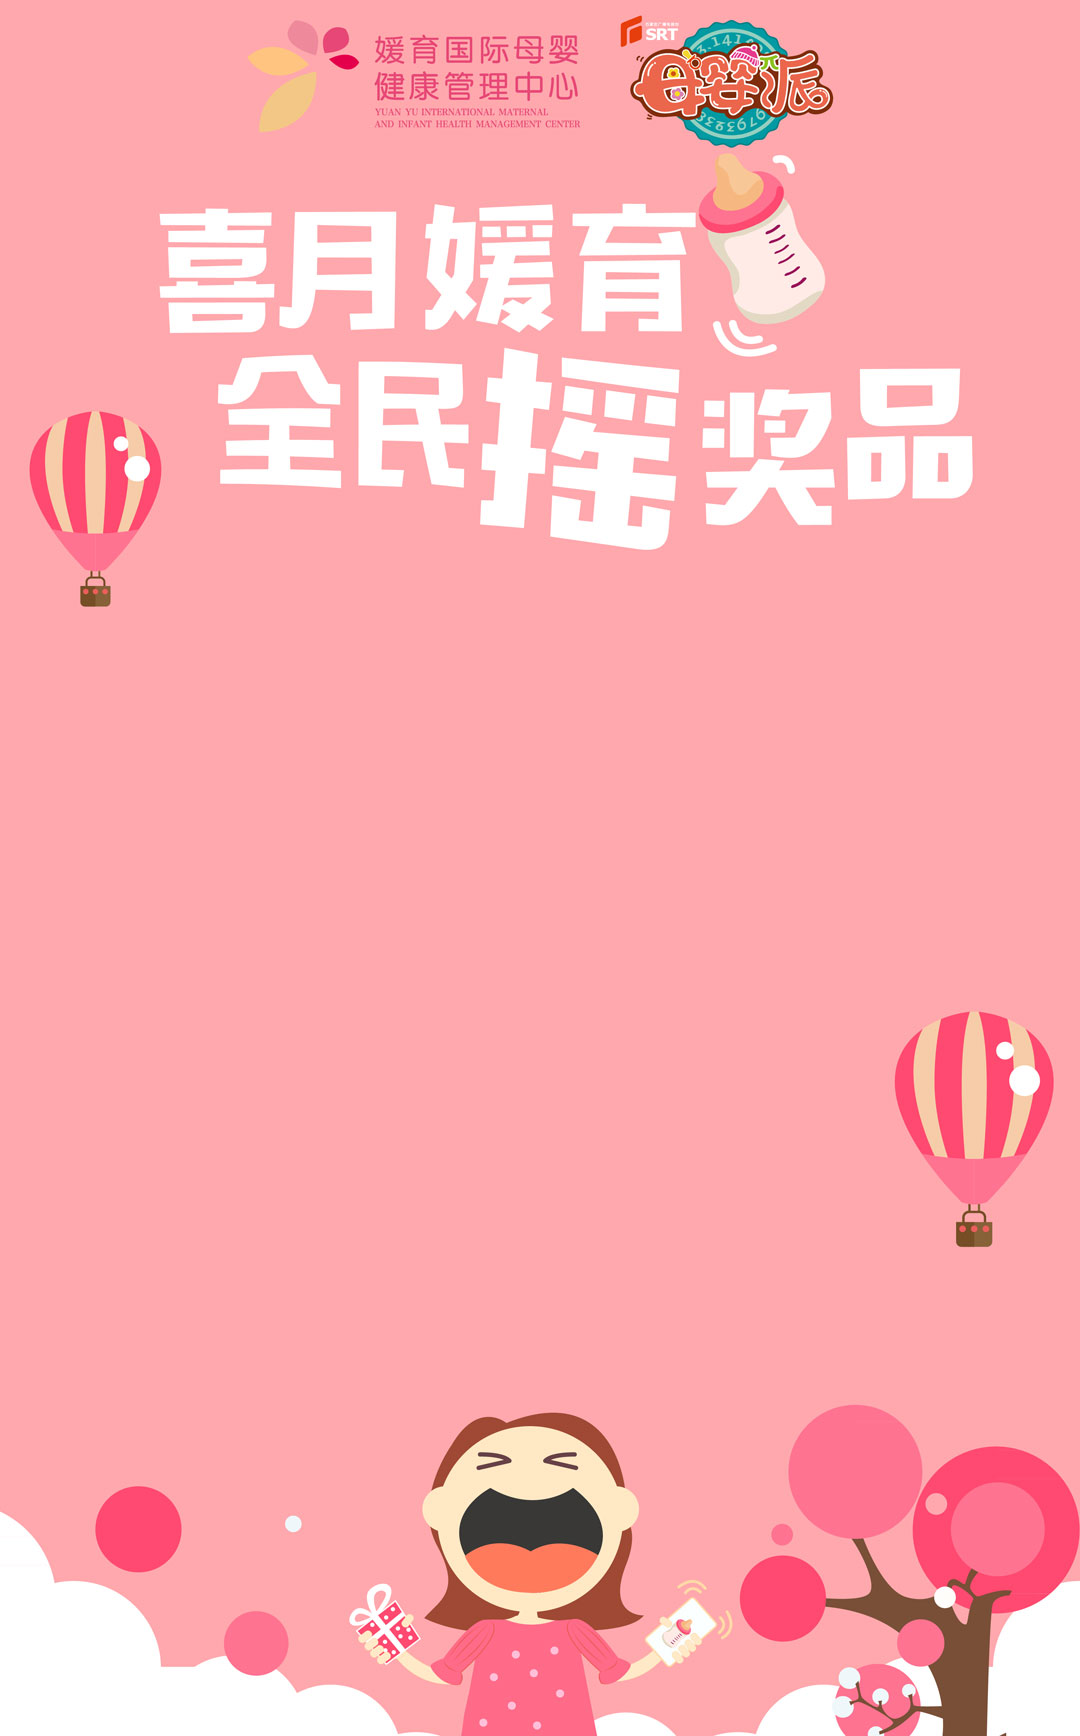 媛育国际母婴
健康管理中心
YUAN YU INTERNATIONAL MATERNAL
AND INFANT HEALTH MANAGEMENT CENTER
SRT
母婴π派
喜月媛育
全民摇奖品